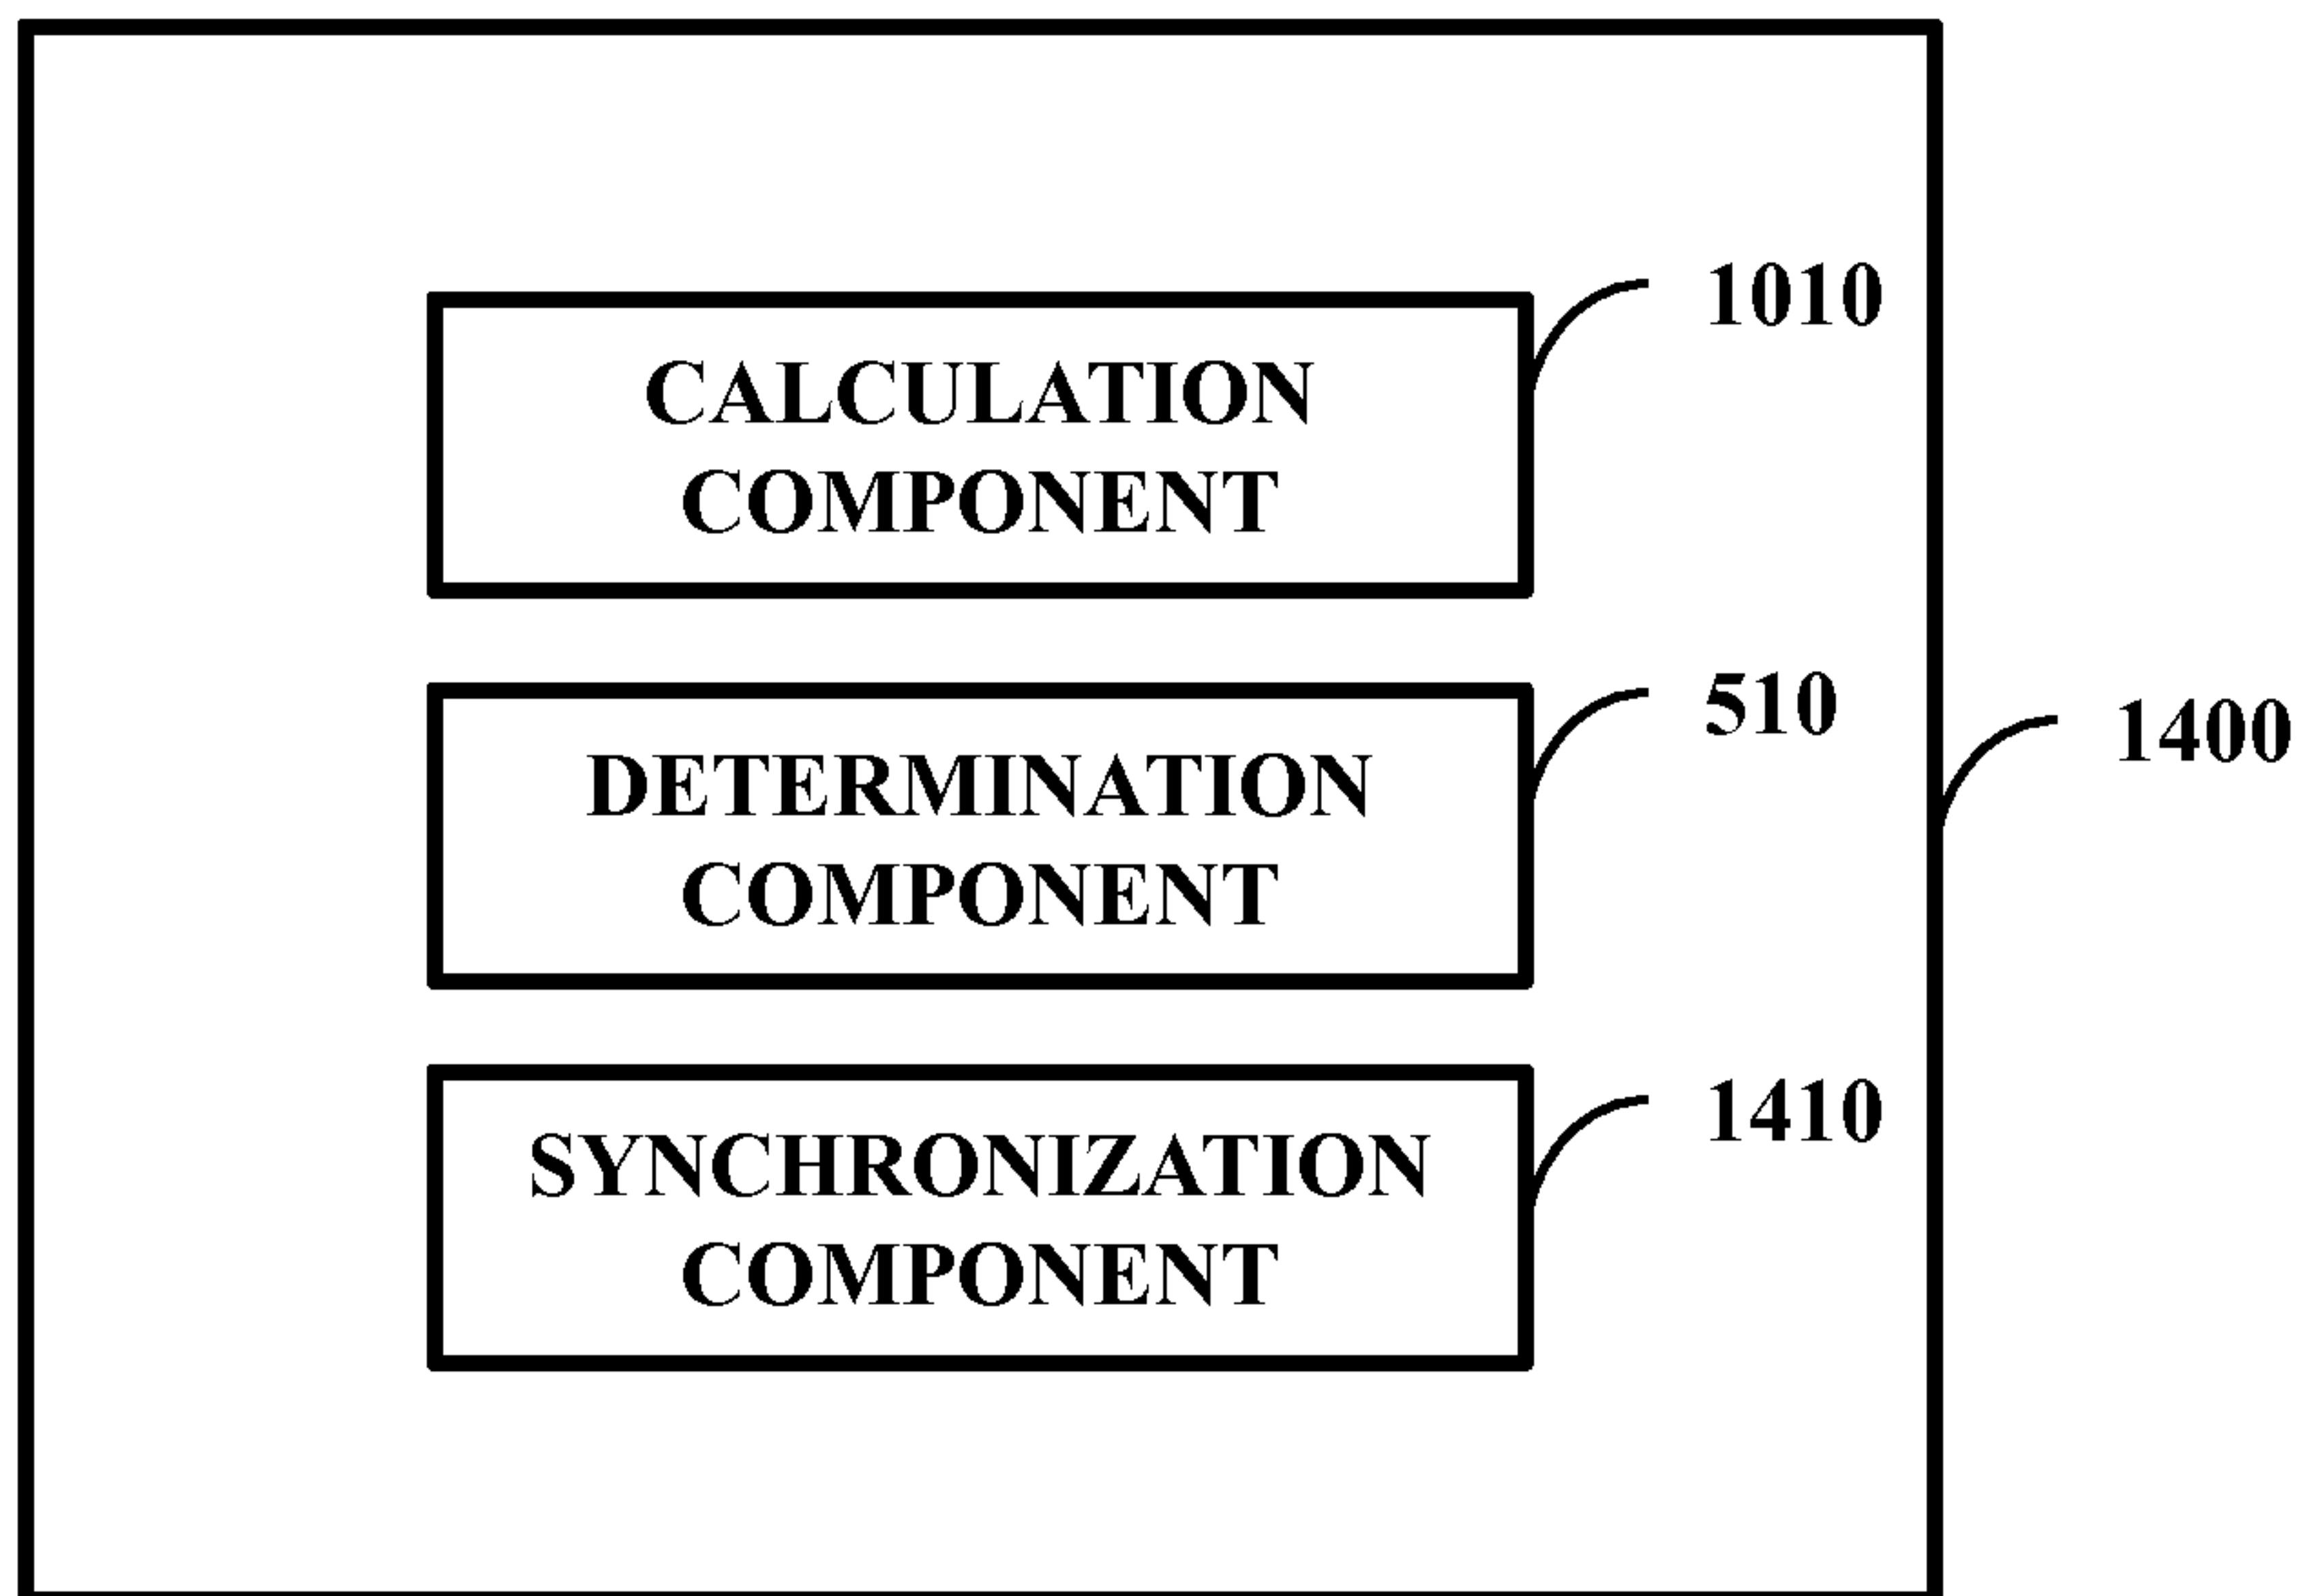 1010
CALCULATION
COMPONENT
510
1400
DETERMINATION
COMPONENT
1410
SYNCHRONIZATION
COMPONENT